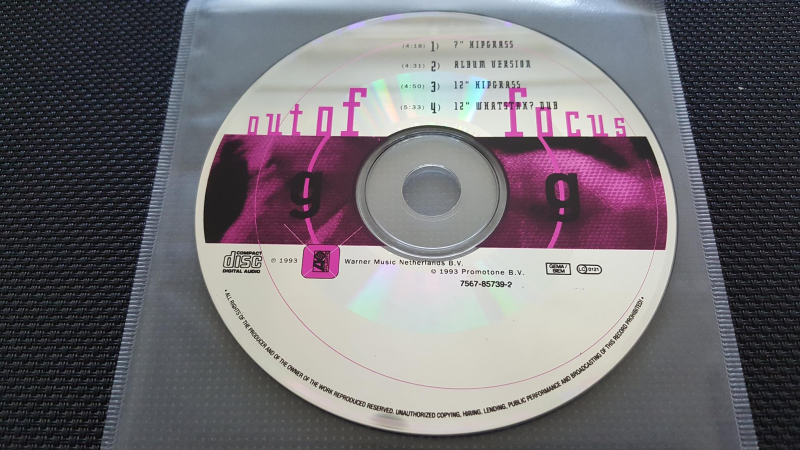 (4:18) 1) 7" HIPGRASS
(4:31) 2) ALBUM VERSION
(4:50) 3) 12" HIPGRASS
(5:33) 4) 12" WHATSTAX? DUB
out of focus
g g
COMPACT
disc
DIGITAL AUDIO
℗ 1993
Warner Music Netherlands B.V.
© 1993 Promotone B.V.
GEMA/
BIEM
LC 0121
7567-85739-2
• ALL RIGHTS OF THE PRODUCER AND OF THE OWNER OF THE WORK REPRODUCED RESERVED. UNAUTHORIZED COPYING, HIRING, LENDING, PUBLIC PERFORMANCE AND BROADCASTING OF THIS RECORD PROHIBITED! •